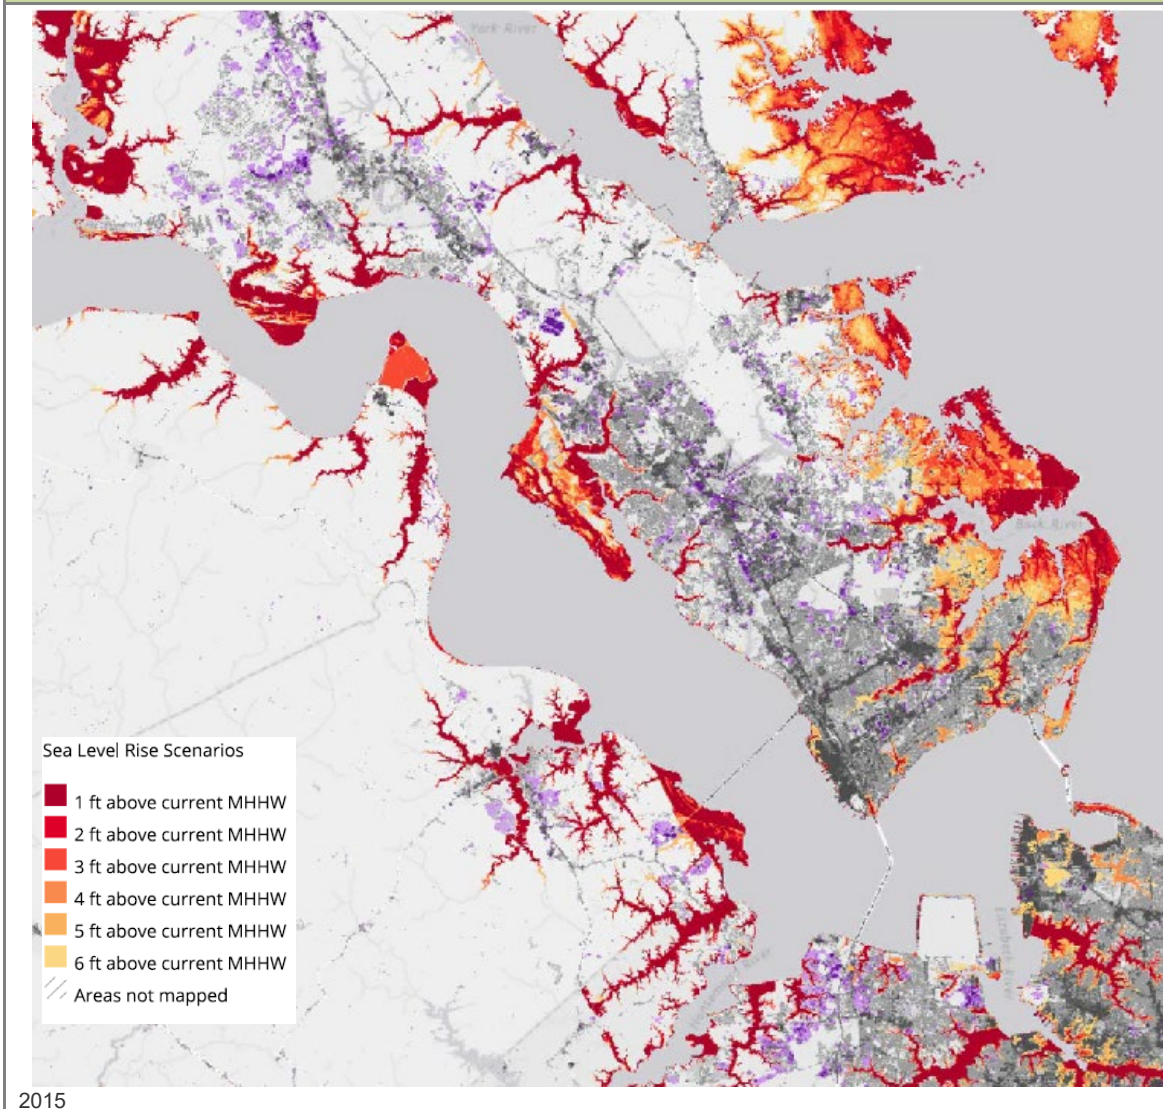 York River
Back River
Sea Level Rise Scenarios
1 ft above current MHHW
2 ft above current MHHW
3 ft above current MHHW
4 ft above current MHHW
5 ft above current MHHW
6 ft above current MHHW
Areas not mapped
River
2015